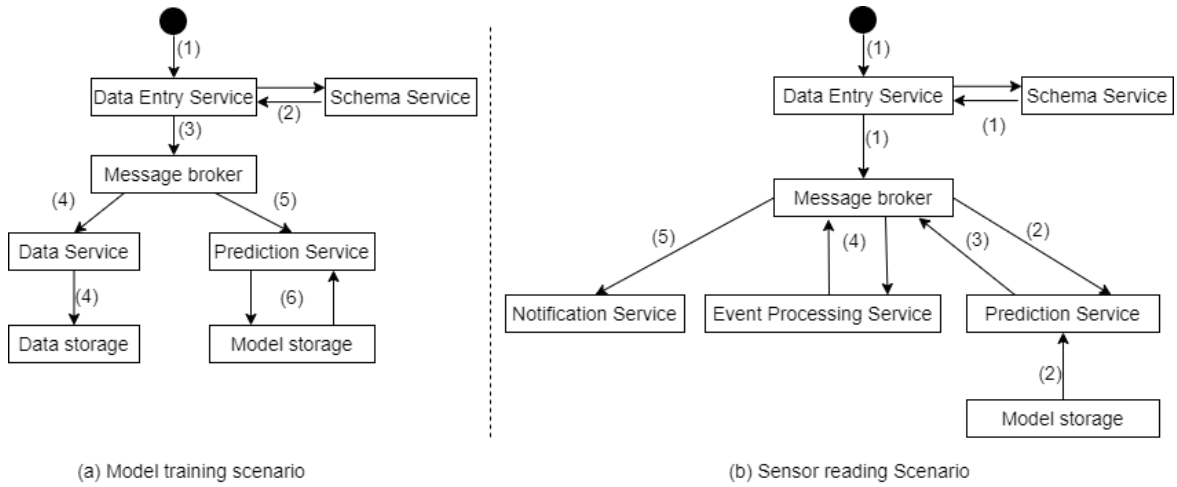 (1)
Data Entry Service
Schema Service
(2)
(3)
Message broker
(4)
(5)
Data Service
Prediction Service
(4)
(6)
Data storage
Model storage
(a) Model training scenario
(1)
Data Entry Service
Schema Service
(1)
(1)
Message broker
(5)
(4)
(3)
(2)
Notification Service
Event Processing Service
Prediction Service
(2)
Model storage
(b) Sensor reading Scenario